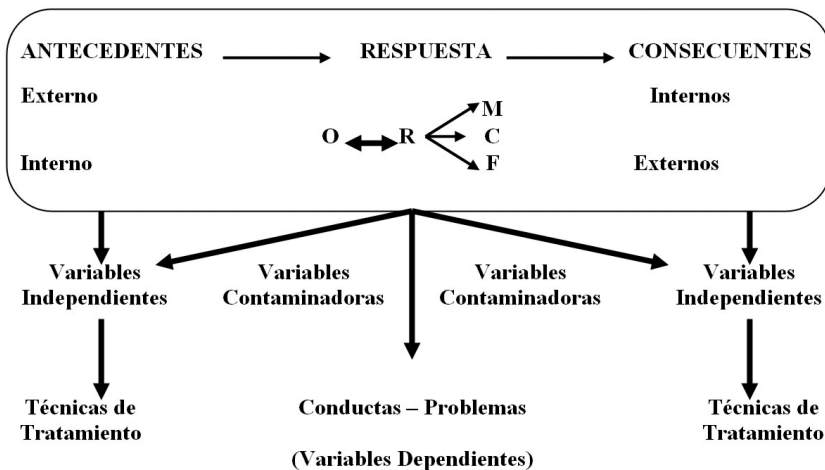 ANTECEDENTES RESPUESTA CONSECUENTES
Externo Internos
M
O R C
F
Interno Externos
Variables Independientes
Variables Contaminadoras
Variables Contaminadoras
Variables Independientes
Técnicas de Tratamiento
Conductas – Problemas
(Variables Dependientes)
Técnicas de Tratamiento